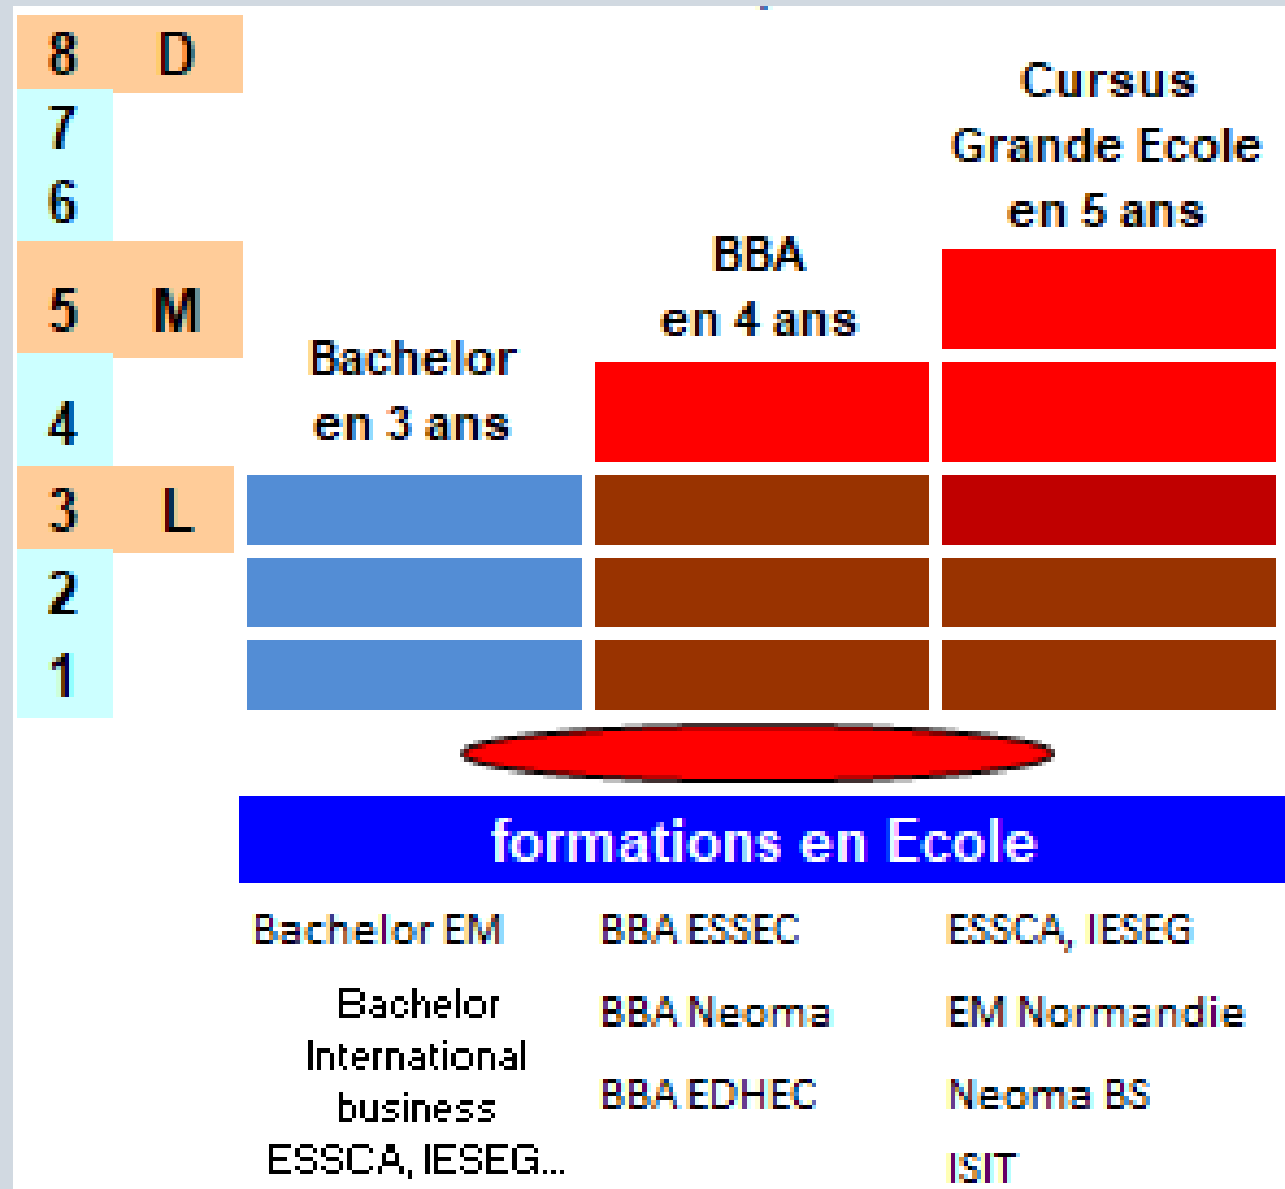 8 D
7
6
5 M
4
3 L
2
1
Bachelor
en 3 ans
BBA
en 4 ans
Cursus
Grande Ecole
en 5 ans
formations en Ecole
Bachelor EM
Bachelor
International
business
ESSCA, IESEG...
BBA ESSEC
BBA Neoma
BBA EDHEC
ESSCA, IESEG
EM Normandie
Neoma BS
ISIT